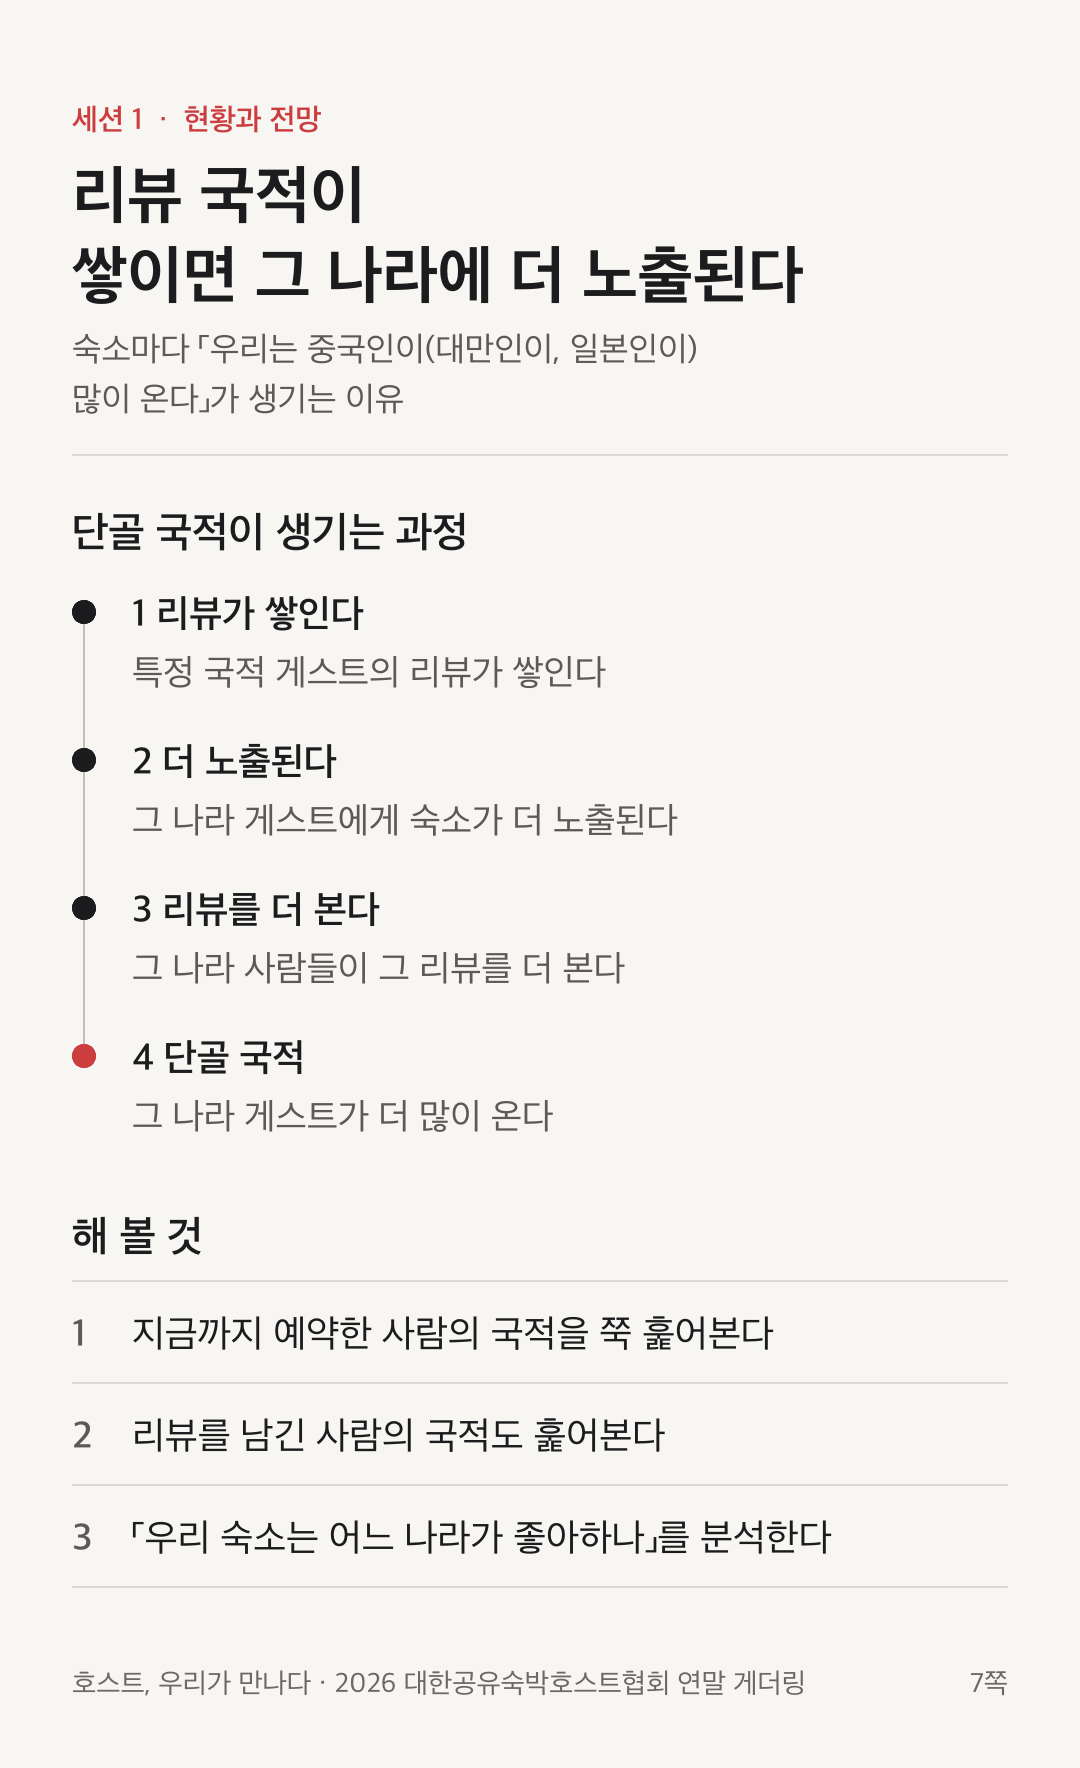 세션 1 · 현황과 전망
리뷰 국적이
쌓이면 그 나라에 더 노출된다
숙소마다 「우리는 중국인이(대만인이, 일본인이)
많이 온다」가 생기는 이유
단골 국적이 생기는 과정
1 리뷰가 쌓인다
특정 국적 게스트의 리뷰가 쌓인다
2 더 노출된다
그 나라 게스트에게 숙소가 더 노출된다
3 리뷰를 더 본다
그 나라 사람들이 그 리뷰를 더 본다
4 단골 국적
그 나라 게스트가 더 많이 온다
해 볼 것
1 지금까지 예약한 사람의 국적을 쭉 훑어본다
2 리뷰를 남긴 사람의 국적도 훑어본다
3 「우리 숙소는 어느 나라가 좋아하나」를 분석한다
호스트, 우리가 만나다 · 2026 대한공유숙박호스트협회 연말 게더링 7쪽